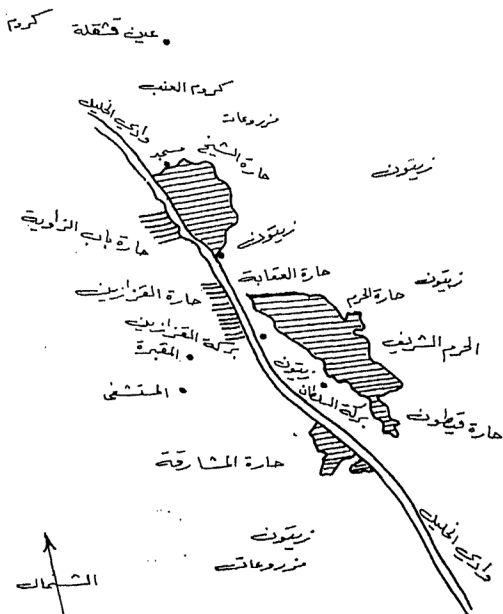 كروم
عين قشقلة
كروم العنب
وادي الخليل
مزروعات
حارة الشيخ
مسجد
زيتون
حارة باب الزاوية
زيتون
حارة العقابة
زيتون
حارة الحرم
حارة القزازين
الحرم الشريف
بركة القزازين
المقبرة
زيتون
بركة السلطان
المستشفى
حارة قيطون
حارة المشارقة
وادي الخليل
زيتون
مزروعات
الشمال